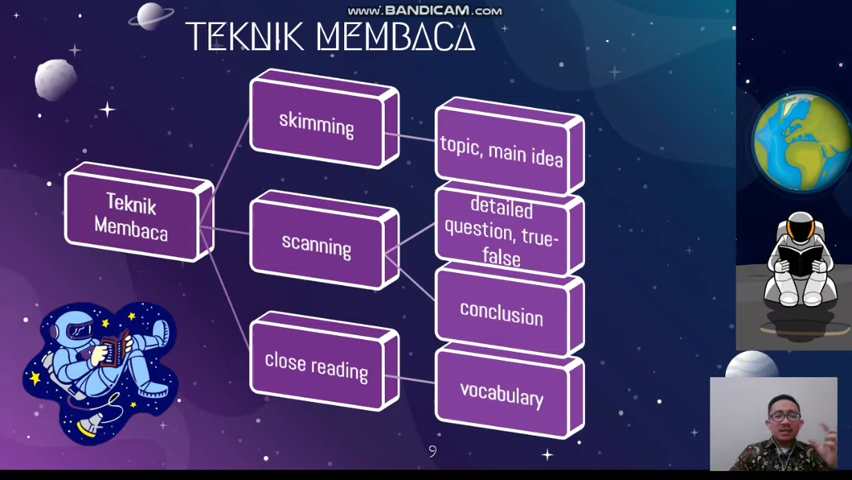 www.BANDICAM.com
TEKNIK MEMBACA
skimming
topic, main idea
Teknik
Membaca
scanning
detailed
question, true-
false
conclusion
close reading
vocabulary
9